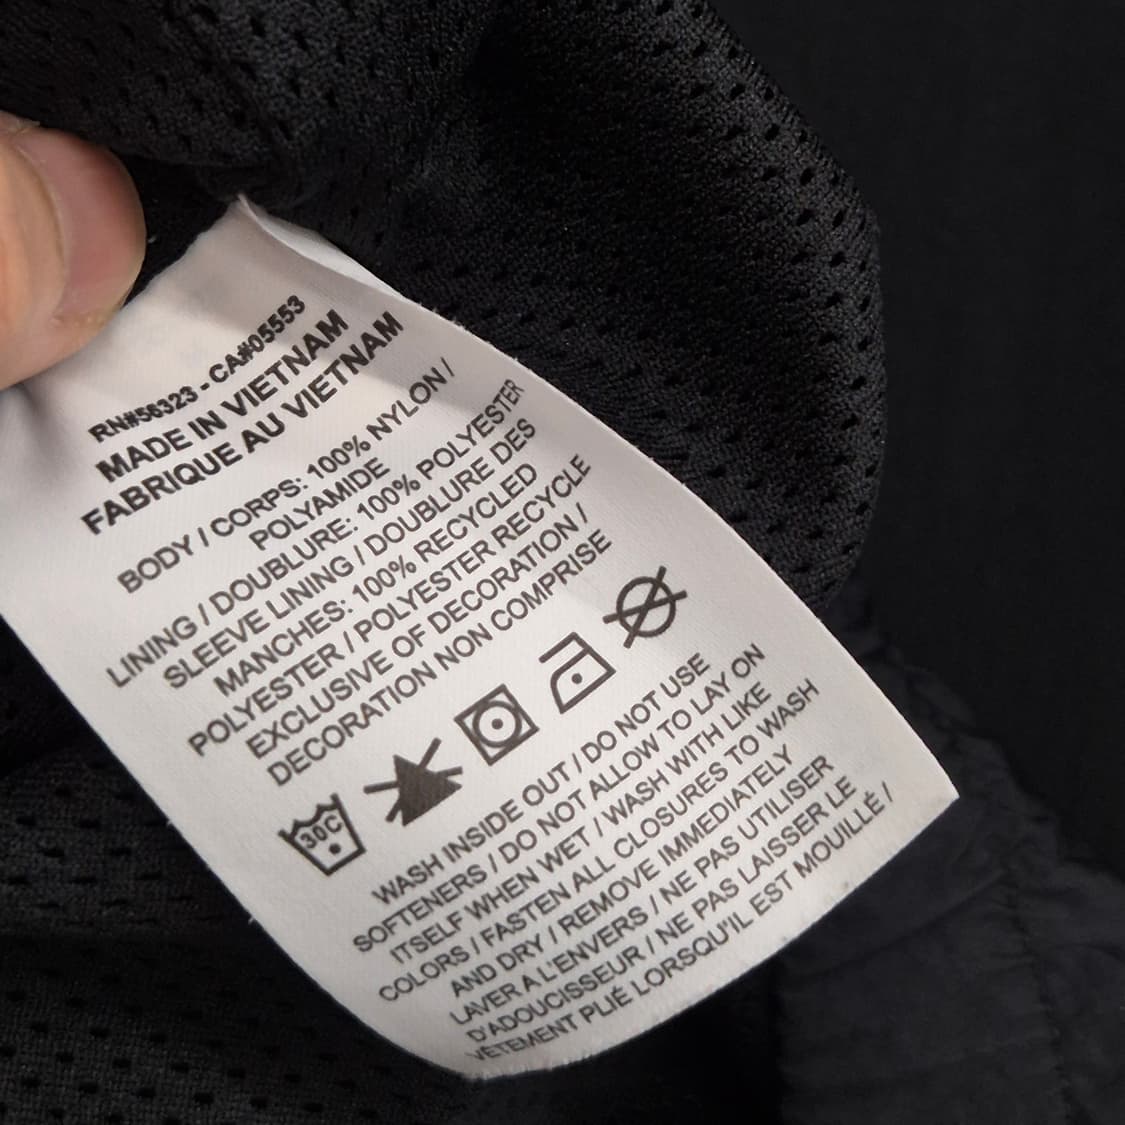 RN#56323 - CA#05553
MADE IN VIETNAM
FABRIQUE AU VIETNAM
BODY / CORPS: 100% NYLON /
POLYAMIDE
LINING / DOUBLURE: 100% POLYESTER
SLEEVE LINING / DOUBLURE DES
MANCHES: 100% RECYCLED
POLYESTER / POLYESTER RECYCLE
EXCLUSIVE OF DECORATION /
DECORATION NON COMPRISE
30C
WASH INSIDE OUT / DO NOT USE
SOFTENERS / DO NOT ALLOW TO LAY ON
ITSELF WHEN WET / WASH WITH LIKE
COLORS / FASTEN ALL CLOSURES TO WASH
AND DRY / REMOVE IMMEDIATELY
LAVER A L'ENVERS / NE PAS UTILISER
D'ADOUCISSEUR / NE PAS LAISSER LE
VÊTEMENT PLIÉ LORSQU'IL EST MOUILLÉ /